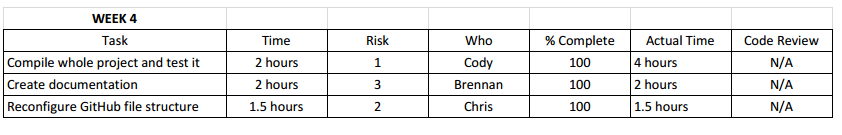 WEEK 4
Task Time Risk Who % Complete Actual Time Code Review
Compile whole project and test it 2 hours 1 Cody 100 4 hours N/A
Create documentation 2 hours 3 Brennan 100 2 hours N/A
Reconfigure GitHub file structure 1.5 hours 2 Chris 100 1.5 hours N/A